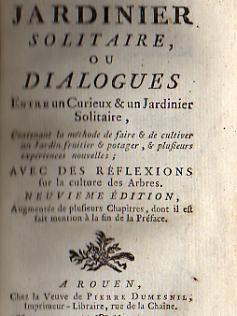 JARDINIER
SOLITAIRE,
OU
DIALOGUES
ENTRE un Curieux & un Jardinier
Solitaire,
Contenant la méthode de faire & de cultiver
un Jardin fruitier & potager, & plusieurs
expériences nouvelles;
AVEC DES RÉFLEXIONS
sur la culture des Arbres.
NEUVIEME ÉDITION,
Augmentée de plusieurs Chapitres, dont il est
fait mention à la fin de la Préface.
A ROUEN,
Chez la Veuve de PIERRE DUMESNIL,
Imprimeur-Libraire, rue de la Chaîne.